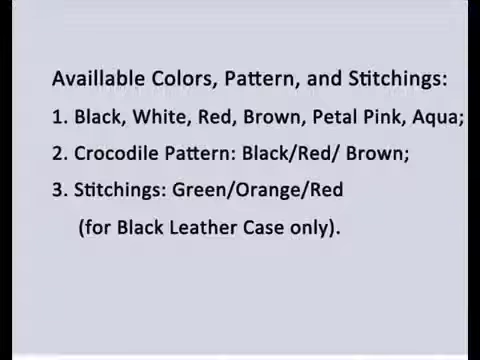 Availlable Colors, Pattern, and Stitchings:
1. Black, White, Red, Brown, Petal Pink, Aqua;
2. Crocodile Pattern: Black/Red/ Brown;
3. Stitchings: Green/Orange/Red
(for Black Leather Case only).